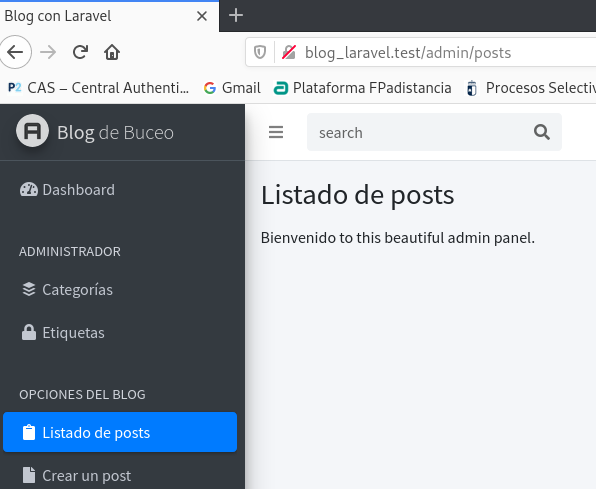 Blog con Laravel
blog_laravel.test/admin/posts
CAS – Central Authenti... Gmail Plataforma FPadistancia Procesos Selectiv
Blog de Buceo
search
Dashboard
ADMINISTRADOR
Categorías
Etiquetas
OPCIONES DEL BLOG
Listado de posts
Crear un post
Listado de posts
Bienvenido to this beautiful admin panel.